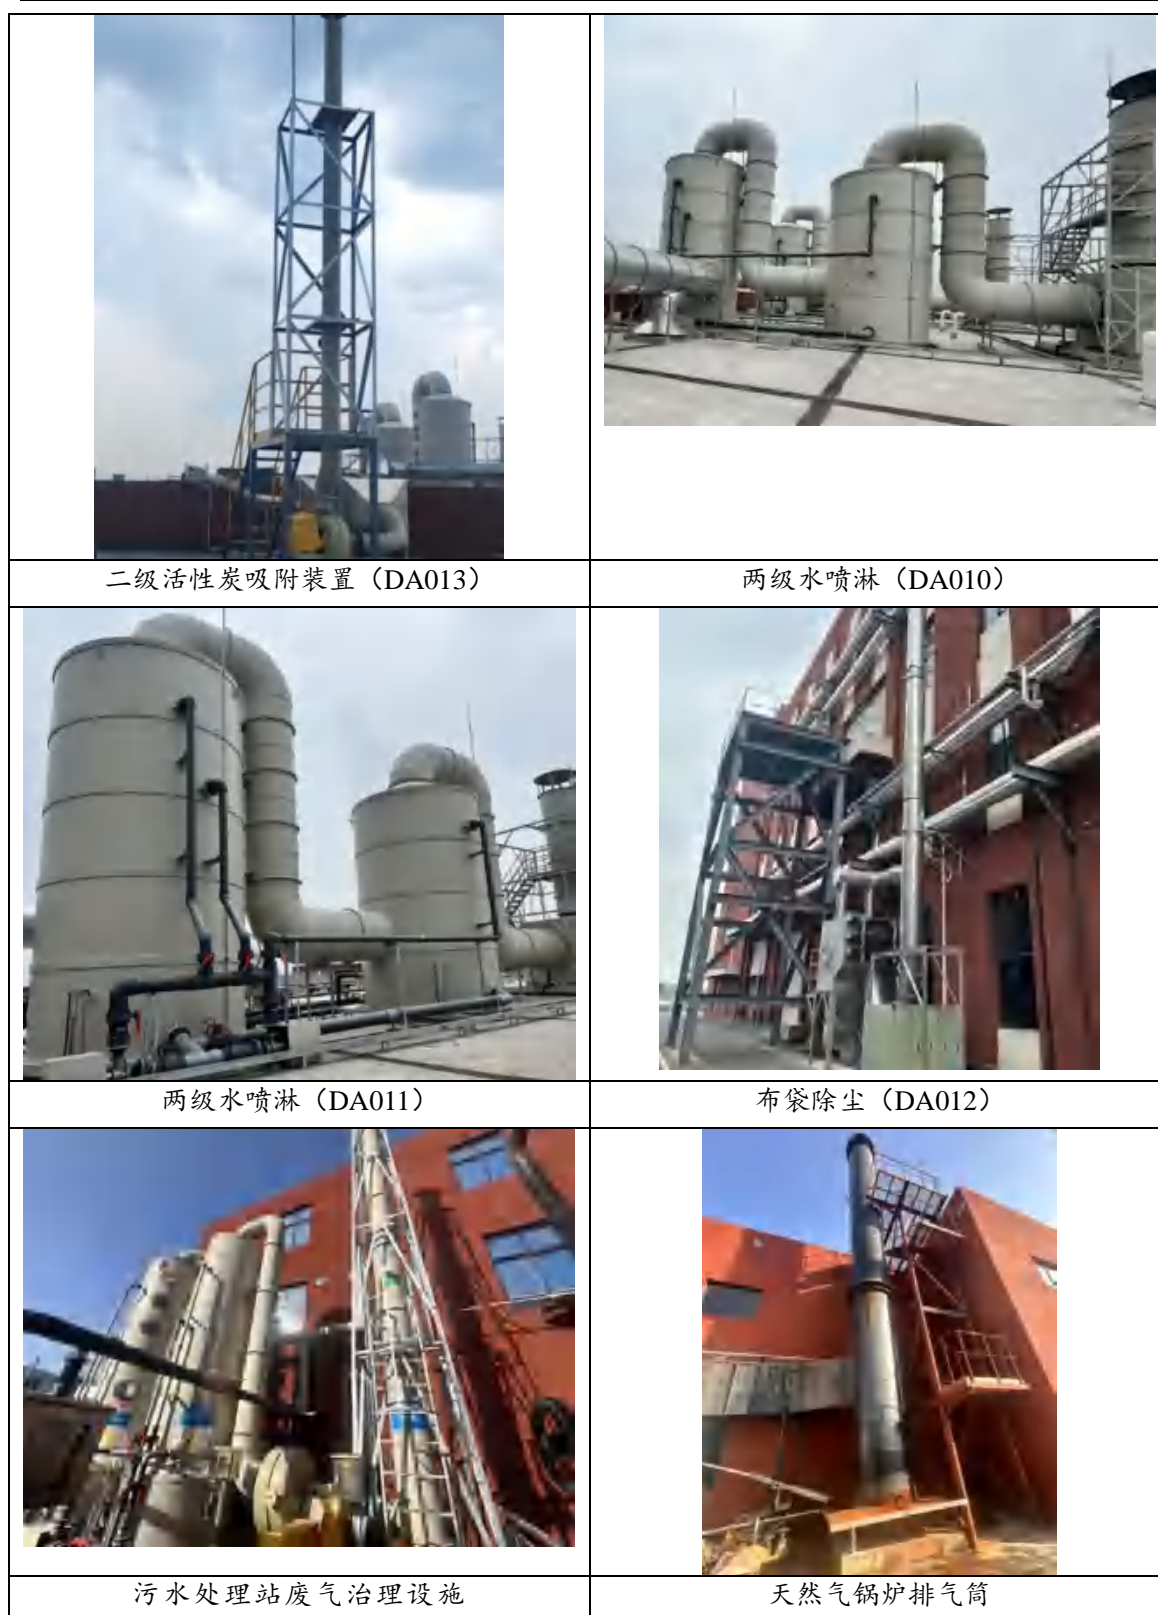 二级活性炭吸附装置（DA013）
两级水喷淋（DA010）
两级水喷淋（DA011）
布袋除尘（DA012）
污水处理站废气治理设施
天然气锅炉排气筒